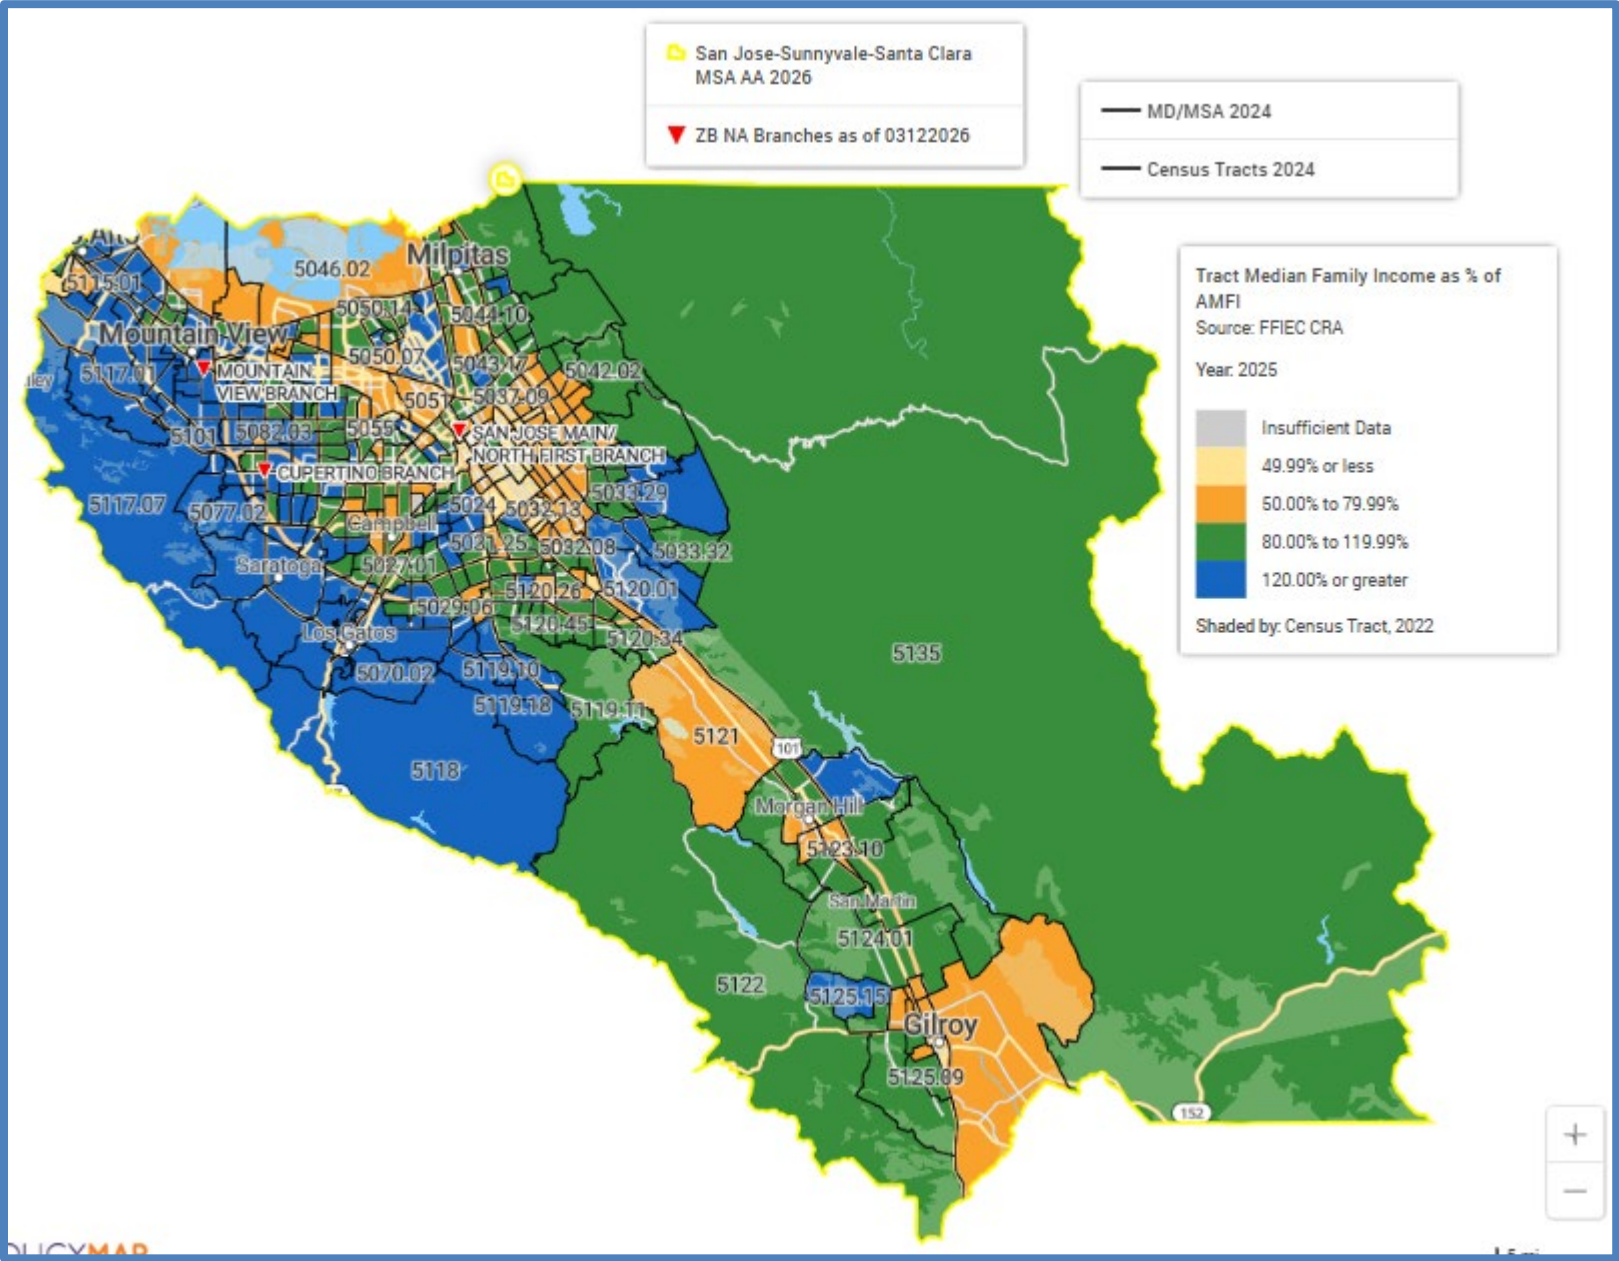 San Jose-Sunnyvale-Santa Clara
MSA AA 2026
ZB NA Branches as of 03122026
MD/MSA 2024
Census Tracts 2024
Tract Median Family Income as % of
AMFI
Source: FFIEC CRA
Year: 2025
Insufficient Data
49.99% or less
50.00% to 79.99%
80.00% to 119.99%
120.00% or greater
Shaded by: Census Tract, 2022
Milpitas
5046.02
5115.01
5050.14
5044.10
Mountain View
5050.07
5043.17
5042.02
5117.01
MOUNTAIN
VIEW BRANCH
5051
5037.09
5101
5082.03
5055
SAN JOSE MAIN/
NORTH FIRST BRANCH
CUPERTINO BRANCH
5117.07
5077.02
5024
5032.13
5033.29
Campbell
5021.25
5032.08
5033.32
Saratoga
5027.01
5120.26
5120.01
5029.06
5120.45
Los Gatos
5120.34
5135
5070.02
5119.10
5119.18
5119.11
5121
101
5118
Morgan Hill
5123.10
San Martin
5124.01
5122
5125.15
Gilroy
5125.09
152
+
−